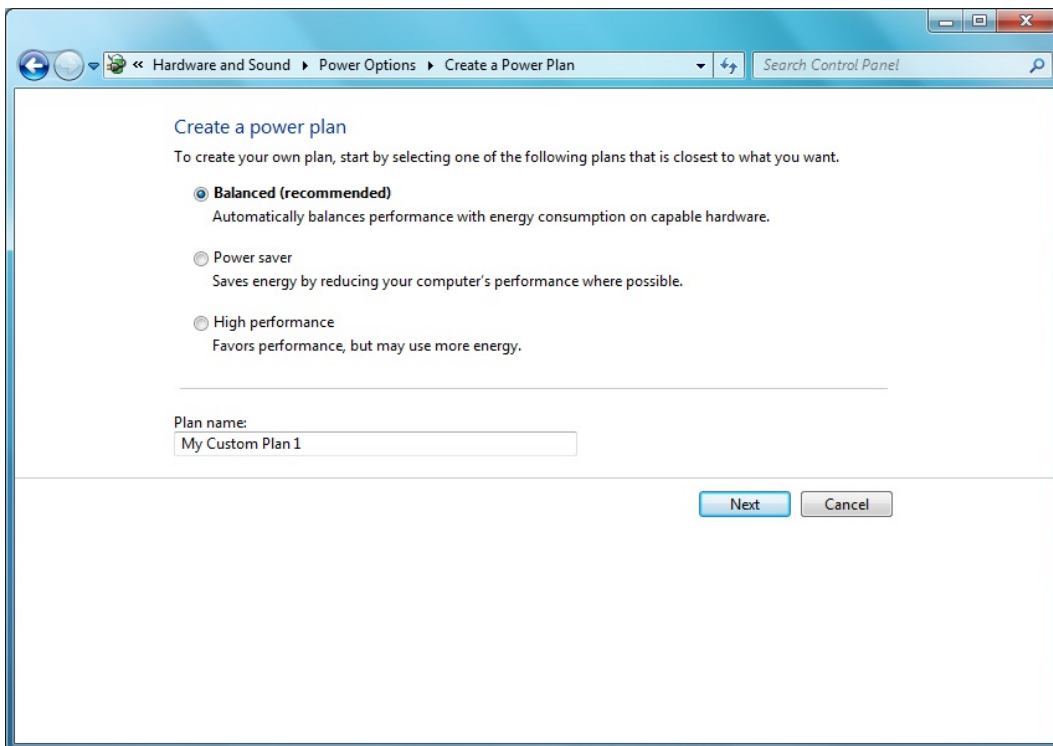 « Hardware and Sound ▸ Power Options ▸ Create a Power Plan Search Control Panel
Create a power plan
To create your own plan, start by selecting one of the following plans that is closest to what you want.
Balanced (recommended)
Automatically balances performance with energy consumption on capable hardware.
Power saver
Saves energy by reducing your computer's performance where possible.
High performance
Favors performance, but may use more energy.
Plan name:
My Custom Plan 1
Next Cancel